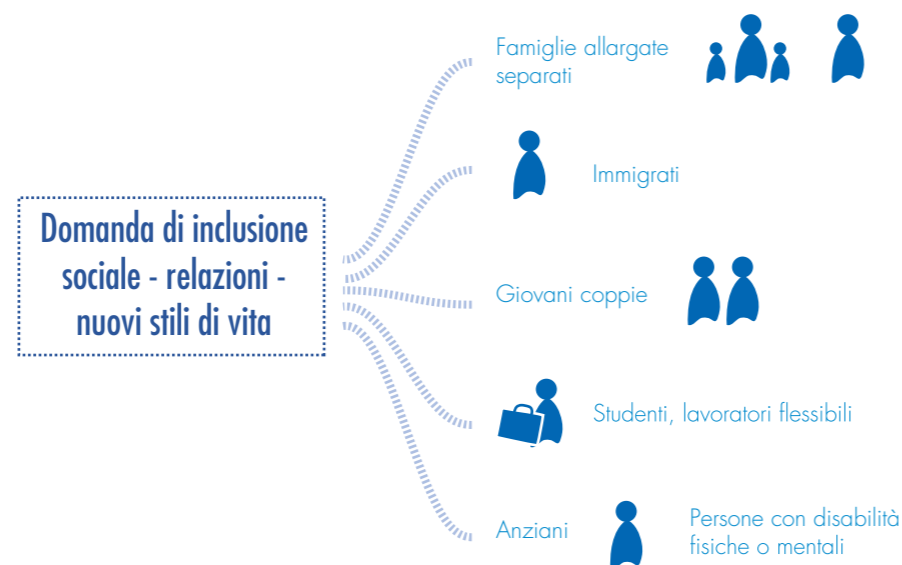 Famiglie allargate
separati
Immigrati
Domanda di inclusione
sociale - relazioni -
nuovi stili di vita
Giovani coppie
Studenti, lavoratori flessibili
Anziani
Persone con disabilità
fisiche o mentali